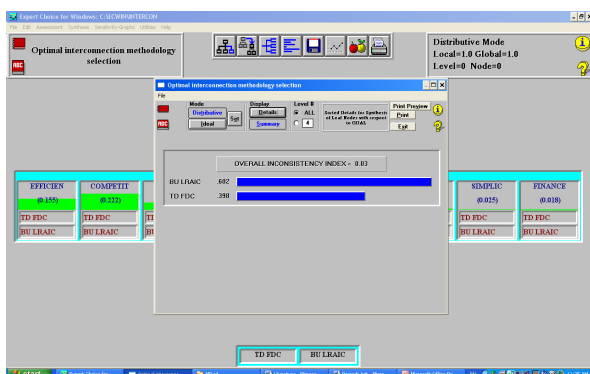 Expert Choice for Windows: C:\ECWIN\INTERCON
File Edit Assessment Synthesis Sensitivity-Graphs Utilities Help
ABC
Optimal interconnection methodology
selection
Distributive Mode
Local=1.0 Global=1.0
Level=0 Node=0
Optimal interconnection methodology selection
File
ABC
Mode
Distributive
Ideal
Set
Display
Details
Summary
Level #
ALL
4
Sorted Details for Synthesis
of Leaf Nodes with respect
to GOAL
Print Preview
Print
Exit
OVERALL INCONSISTENCY INDEX = 0.03
BU LRAIC .602
TD FDC .398
EFFICIEN
(0.155)
TD FDC
BU LRAIC
COMPETIT
(0.222)
TD FDC
BU LRAIC
SIMPLIC
(0.025)
TD FDC
BU LRAIC
FINANCE
(0.018)
TD FDC
BU LRAIC
TD FDC
BU LRAIC